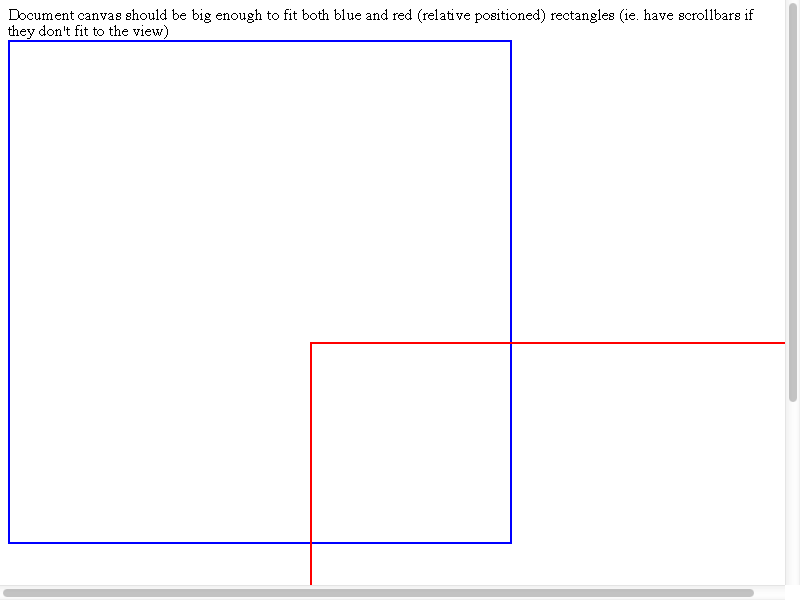 Document canvas should be big enough to fit both blue and red (relative positioned) rectangles (ie. have scrollbars if
they don't fit to the view)